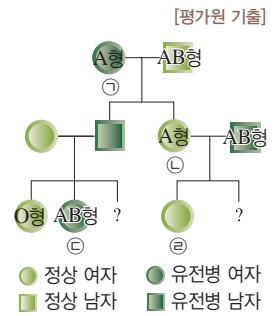 [평가원 기출]
A형 AB형
㉠
A형 AB형
㉡
O형 AB형 ? ?
㉢ ㉣
정상 여자 유전병 여자
정상 남자 유전병 남자